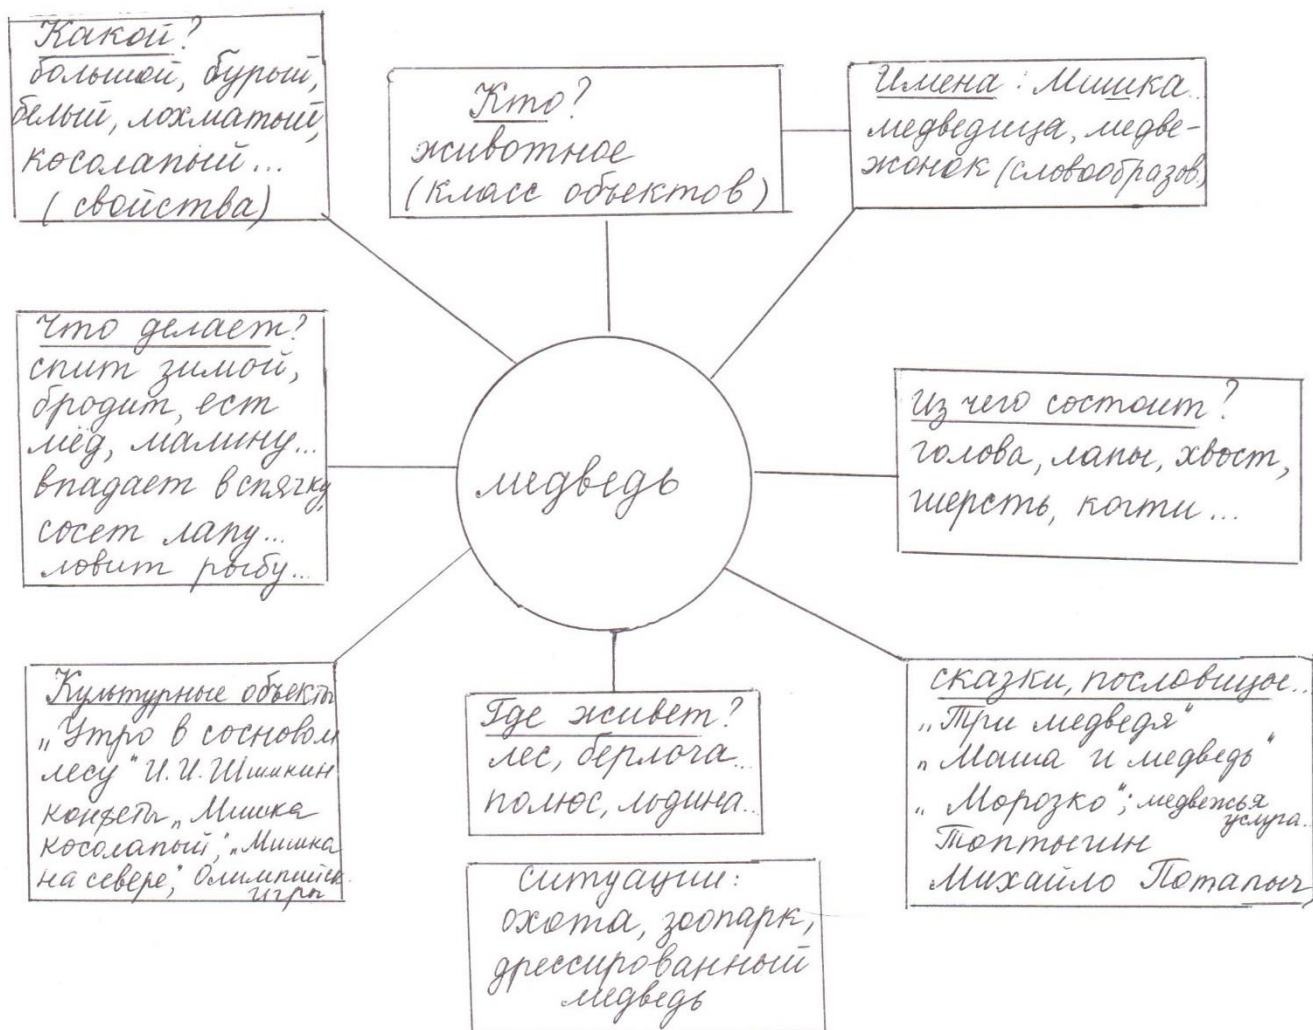 Какой?
большой, бурый,
белый, лохматый,
косолапый...
(свойства)
Кто?
животное
(класс объектов)
Имена: Мишка..
медведица, медве-
жонок (словообразов.)
Что делает?
спит зимой,
бродит, ест
мёд, малину...
впадает в спячку,
сосет лапу...
ловит рыбу...
медведь
Из чего состоит?
голова, лапы, хвост,
шерсть, когти...
Культурные объекты
„Утро в сосновом
лесу" И.И. Шишкин
конфеты „Мишка
косолапый", „Мишка
на севере", Олимпийск.
игры
Где живет?
лес, берлога...
полюс, льдина...
сказки, пословицы...
„Три медведя"
„Маша и медведь"
„Морозко"; медвежья
услуга..
Топтыгин
Михайло Потапыч
ситуации:
охота, зоопарк,
дрессированный
медведь